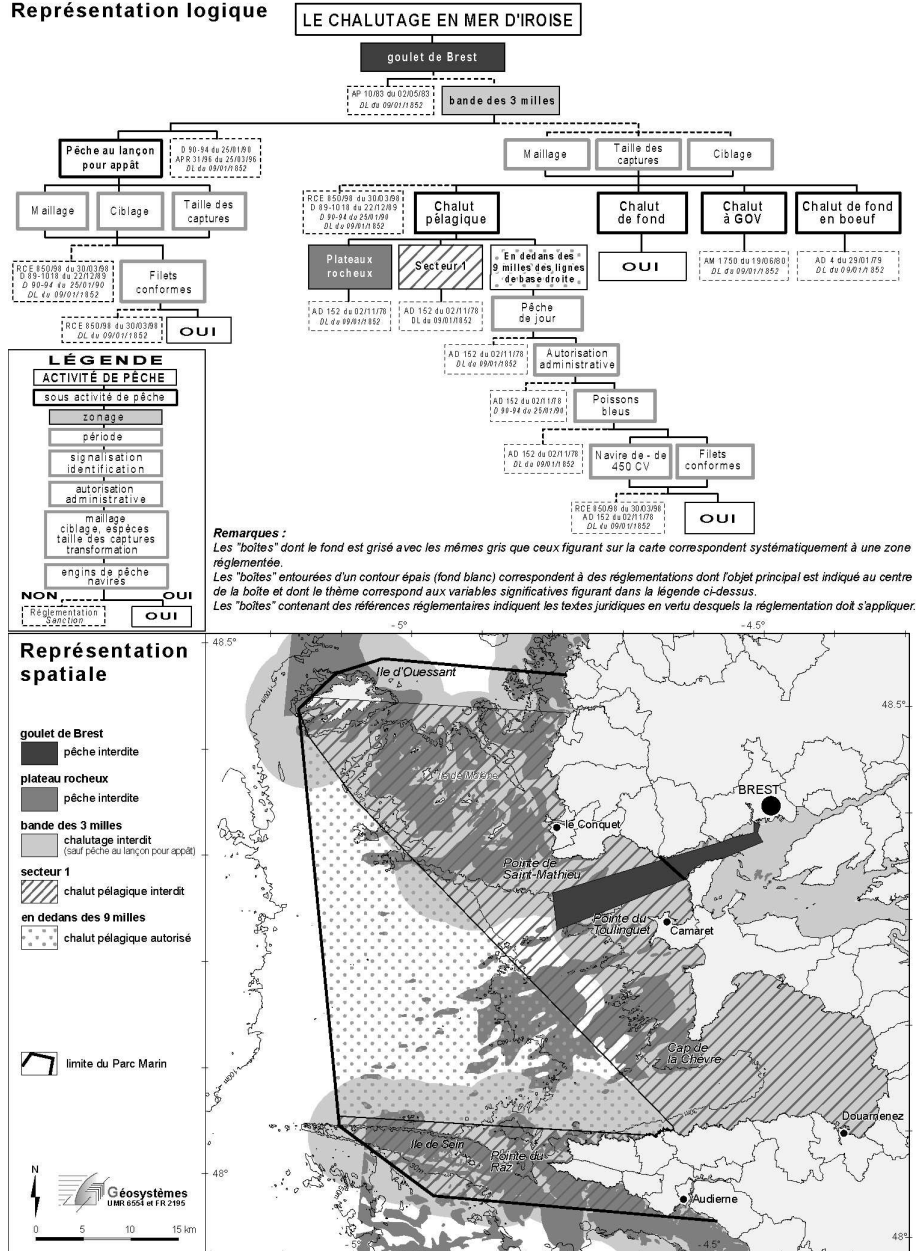 Représentation logique
LE CHALUTAGE EN MER D'IROISE
goulet de Brest
AP 10/83 du 02/05/83
DL du 09/01/1852
bande des 3 milles
Pêche au lançon
pour appât
D 90-94 du 25/01/90
APR 31/96 du 25/03/96
DL du 09/01/1852
Maillage
Taille des
captures
Ciblage
Maillage
Ciblage
Taille des
captures
RCE 850/98 du 30/03/98
D 89-1018 du 22/12/89
D 90-94 du 25/01/90
DL du 09/01/1852
Chalut
pélagique
Chalut
de fond
Chalut
à GOV
Chalut de fond
en boeuf
RCE 850/98 du 30/03/98
D 89-1018 du 22/12/89
D 90-94 du 25/01/90
DL du 09/01/1852
Filets
conformes
Plateaux
rocheux
Secteur 1
En dedans des
9 milles des lignes
de base droite
OUI
AM 1750 du 19/06/80
DL du 09/01/1852
AD 4 du 29/01/79
DL du 09/01/1852
RCE 850/98 du 30/03/98
DL du 09/01/1852
OUI
AD 152 du 02/11/78
DL du 09/01/1852
AD 152 du 02/11/78
DL du 09/01/1852
Pêche
de jour
AD 152 du 02/11/78
DL du 09/01/1852
Autorisation
administrative
AD 152 du 02/11/78
D 90-94 du 25/01/90
Poissons
bleus
AD 152 du 02/11/78
DL du 09/01/1852
Navire de - de
450 CV
Filets
conformes
RCE 850/98 du 30/03/98
AD 152 du 02/11/78
DL du 09/01/1852
OUI
LÉGENDE
ACTIVITÉ DE PÊCHE
sous activité de pêche
zonage
période
signalisation
identification
autorisation
administrative
maillage
ciblage, espèces
taille des captures
transformation
engins de pêche
navires
NON
OUI
Réglementation
Sanction
OUI
Remarques :
Les "boîtes" dont le fond est grisé avec les mêmes gris que ceux figurant sur la carte correspondent systématiquement à une zone
réglementée.
Les "boîtes" entourées d'un contour épais (fond blanc) correspondent à des réglementations dont l'objet principal est indiqué au centre
de la boîte et dont le thème correspond aux variables significatives figurant dans la légende ci-dessus.
Les "boîtes" contenant des références réglementaires indiquent les textes juridiques en vertu desquels la réglementation doit s'appliquer.
Représentation
spatiale
goulet de Brest
pêche interdite
plateau rocheux
pêche interdite
bande des 3 milles
chalutage interdit
(sauf pêche au lançon pour appât)
secteur 1
chalut pélagique interdit
en dedans des 9 milles
chalut pélagique autorisé
limite du Parc Marin
N
Géosystèmes
UMR 6554 et FR 2195
0 5 10 15 km
48.5°
-5°
-4.5°
48.5°
Ile d'Ouessant
Ile de Molène
BREST
le Conquet
Pointe de
Saint-Mathieu
Pointe du
Toulinguet
Camaret
Cap de
la Chèvre
Douarnenez
Ile de Sein
Pointe du
Raz
Audierne
100m
50m
48°
-5°
-4.5°
48°